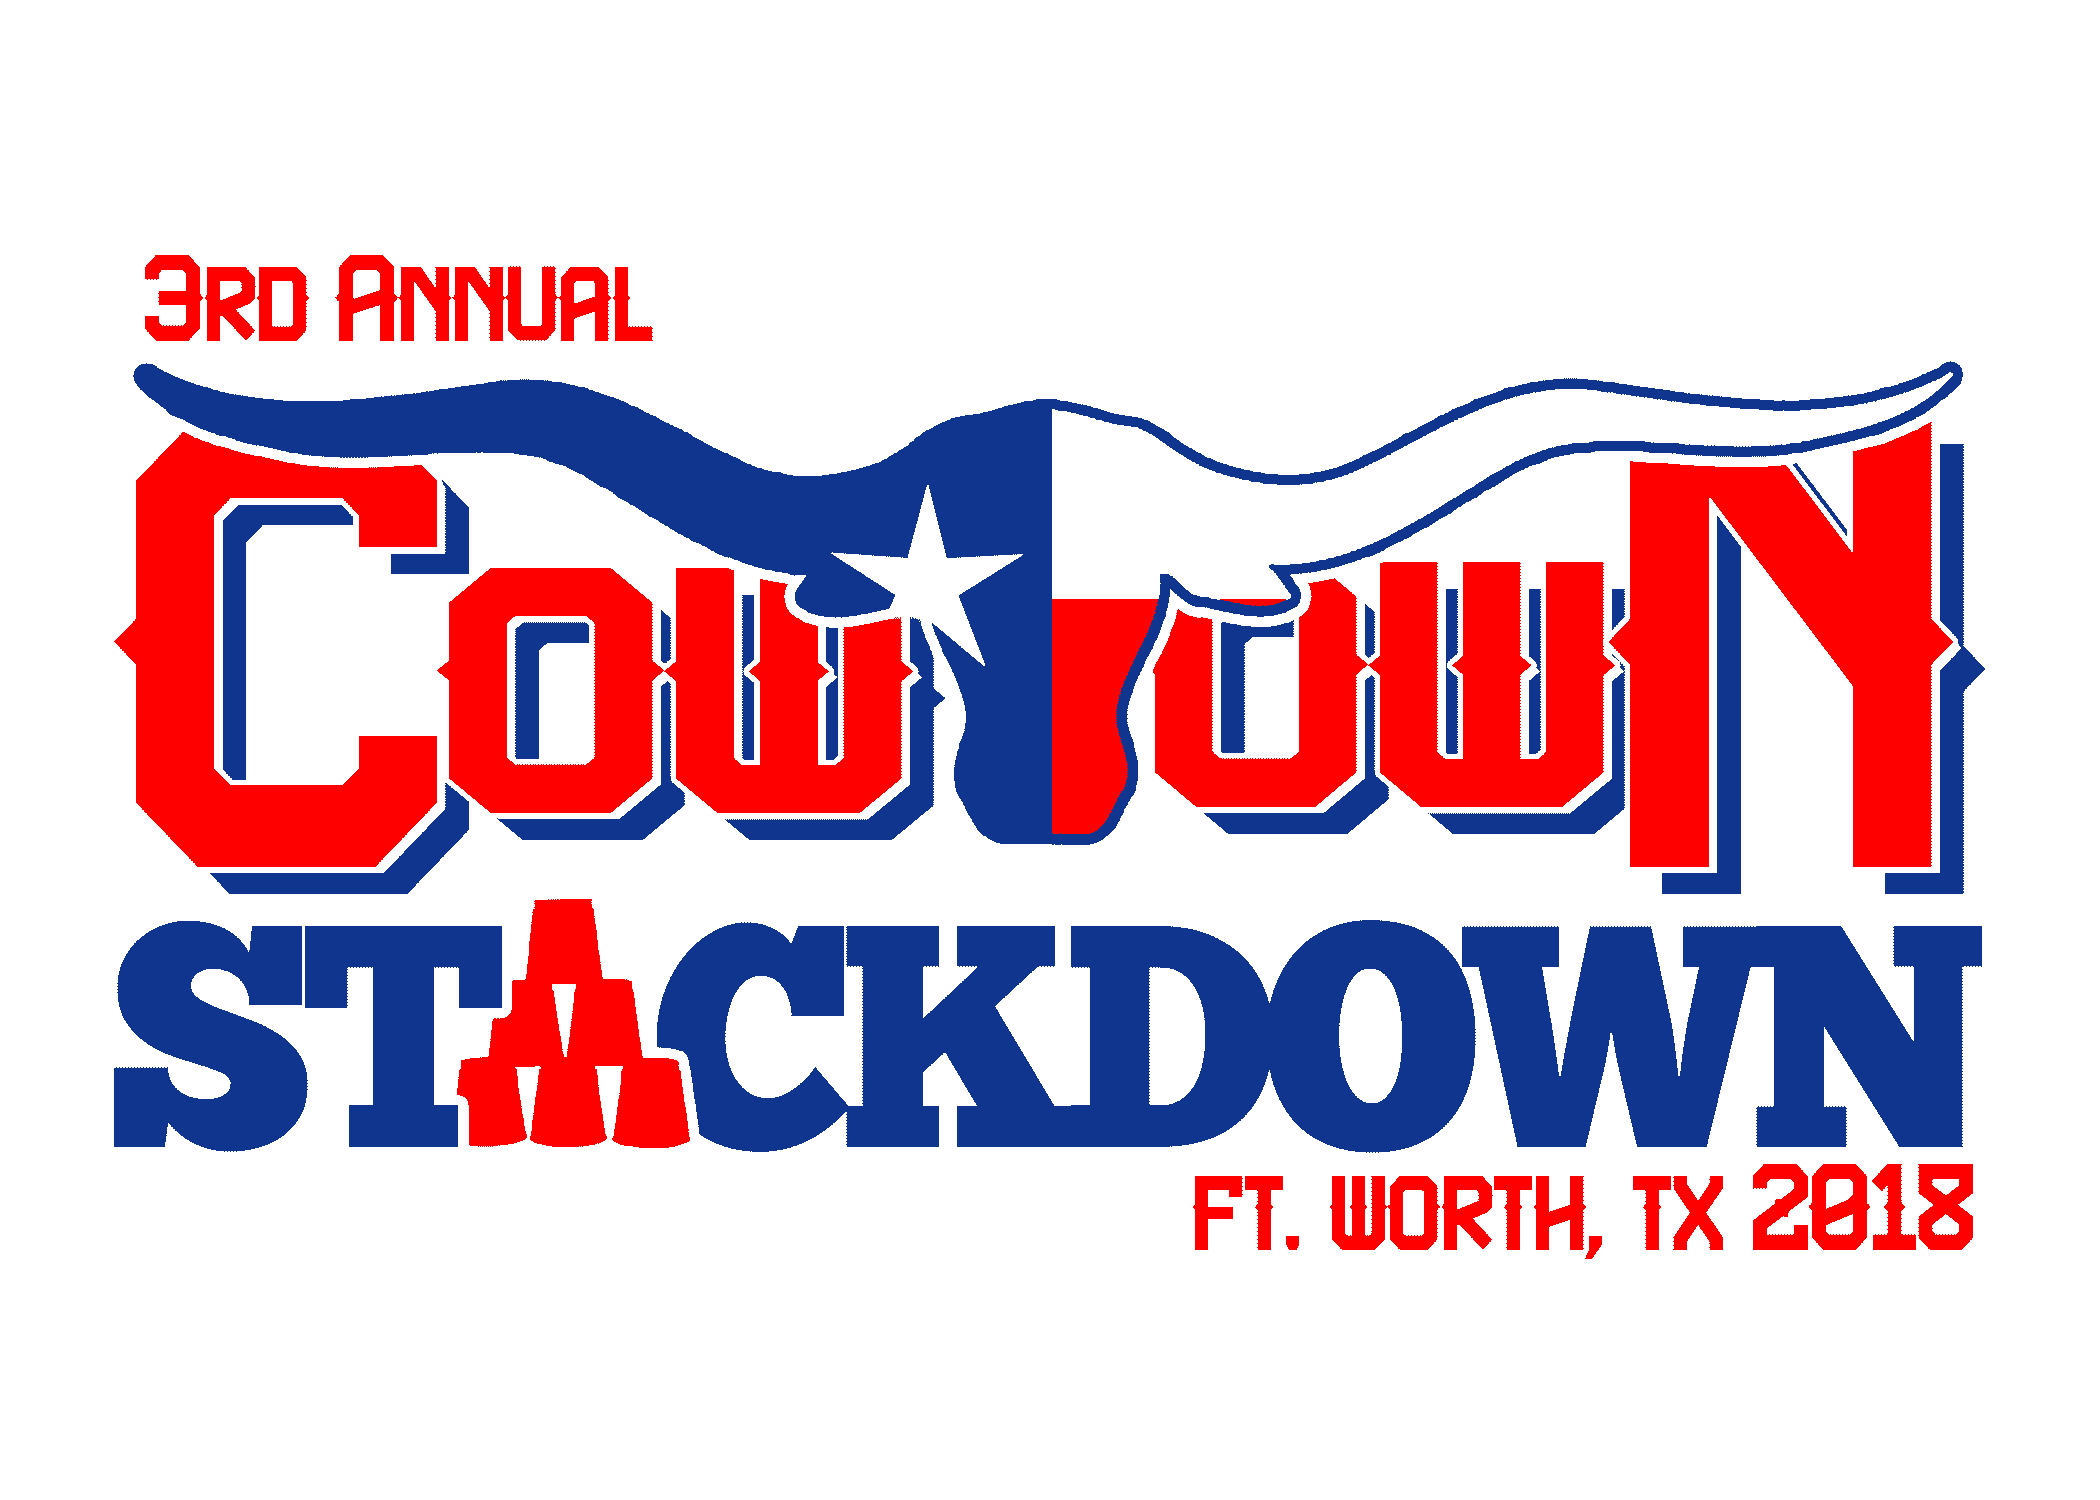 3rd Annual
CowTown
STACKDOWN
FT. WORTH, TX 2018